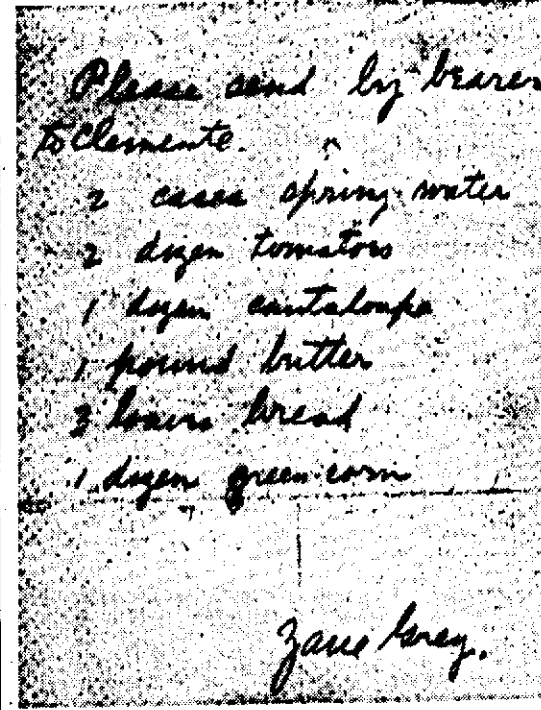 Please send by bearer
to Clemente.
2 cases spring water
2 dozen tomatoes
1 dozen cantaloupe
1 pound butter
3 loaves bread
1 dozen green corn
Zane Grey.